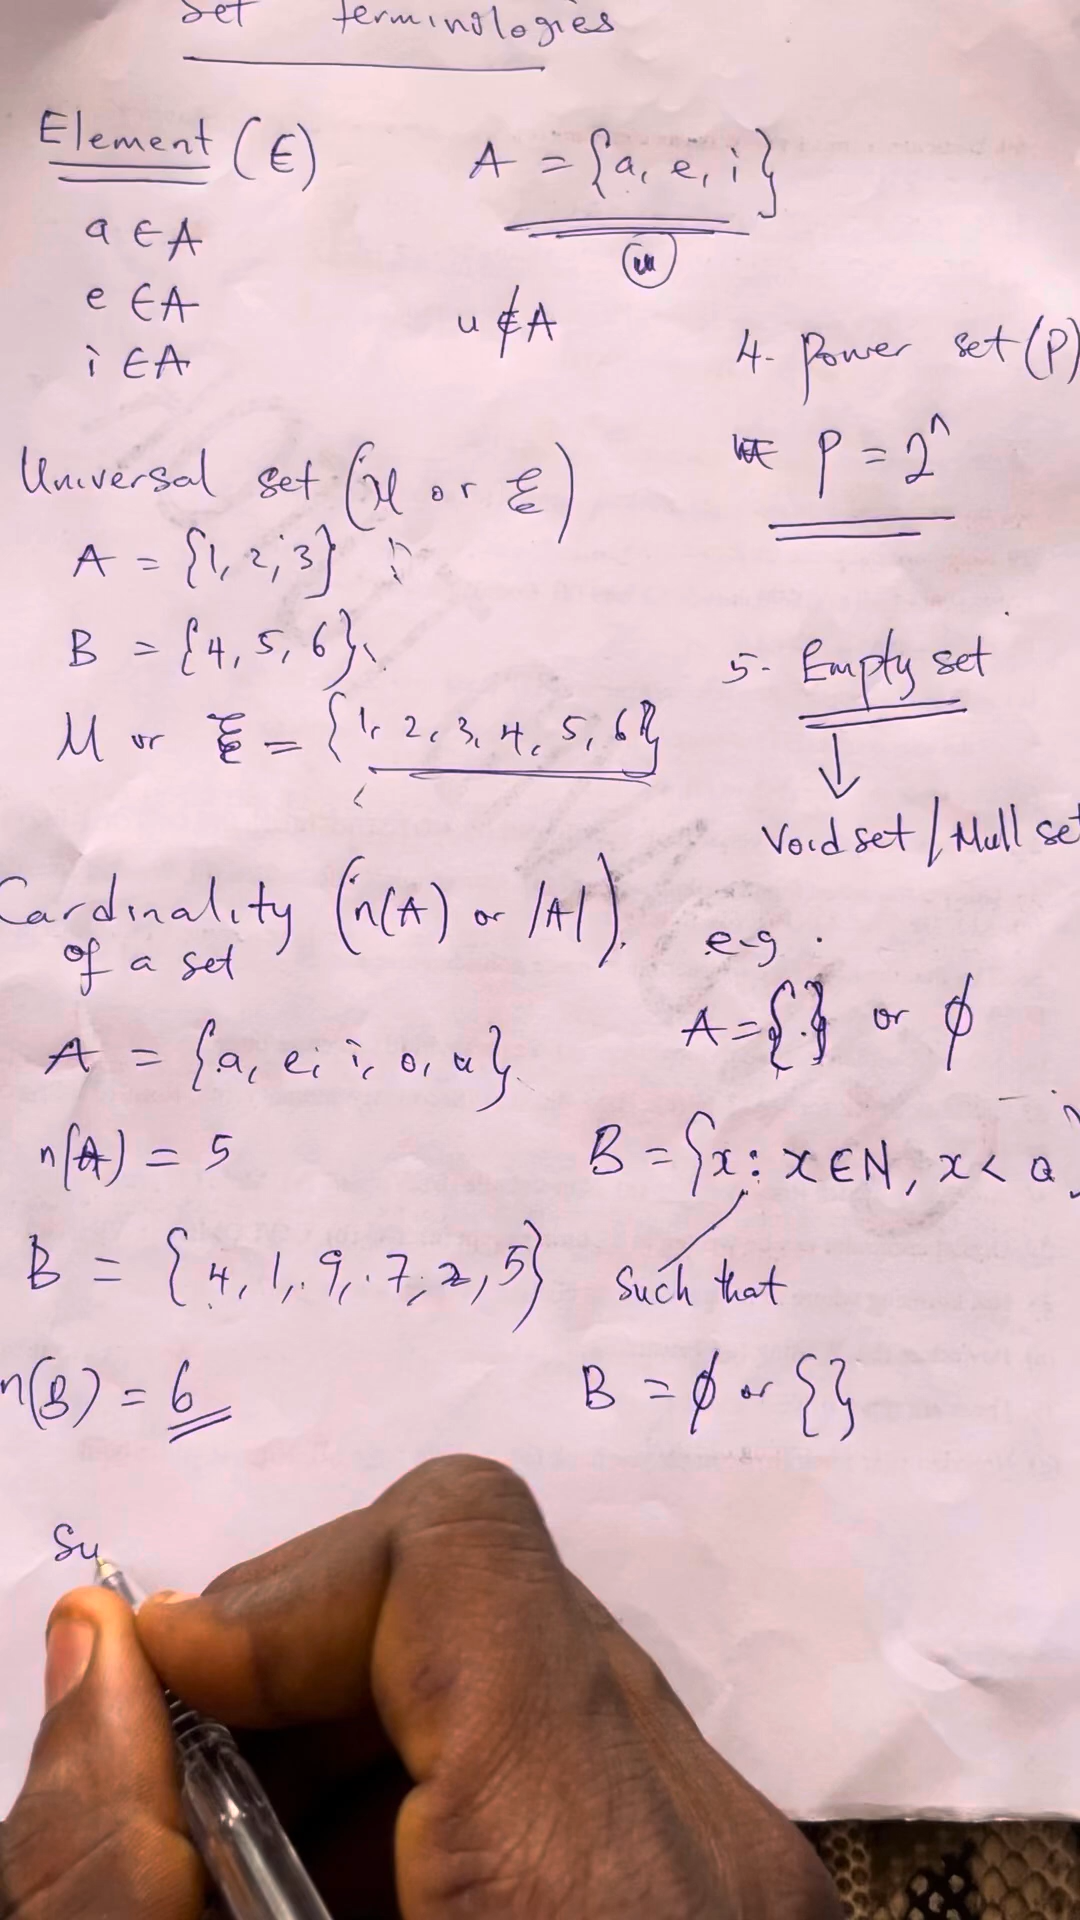 Set terminologies
Element (∈)
A = {a, e, i}
a ∈ A
e ∈ A
i ∈ A
u ∉ A
Universal set (μ or ξ)
A = {1, 2, 3}
B = {4, 5, 6}
μ or ξ = {1, 2, 3, 4, 5, 6}
Cardinality (n(A) or |A|).
of a set
A = {a, e, i, o, u}
n(A) = 5
B = {4, 1, 9, 7, 2, 5}
n(B) = 6
Su
4. Power set (P)
P = 2ⁿ
5. Empty set
↓
Void set / Null set
e.g.
A = { } or ϕ
B = {x : x ∈ N, x < 0}
Such that
B = ϕ or { }